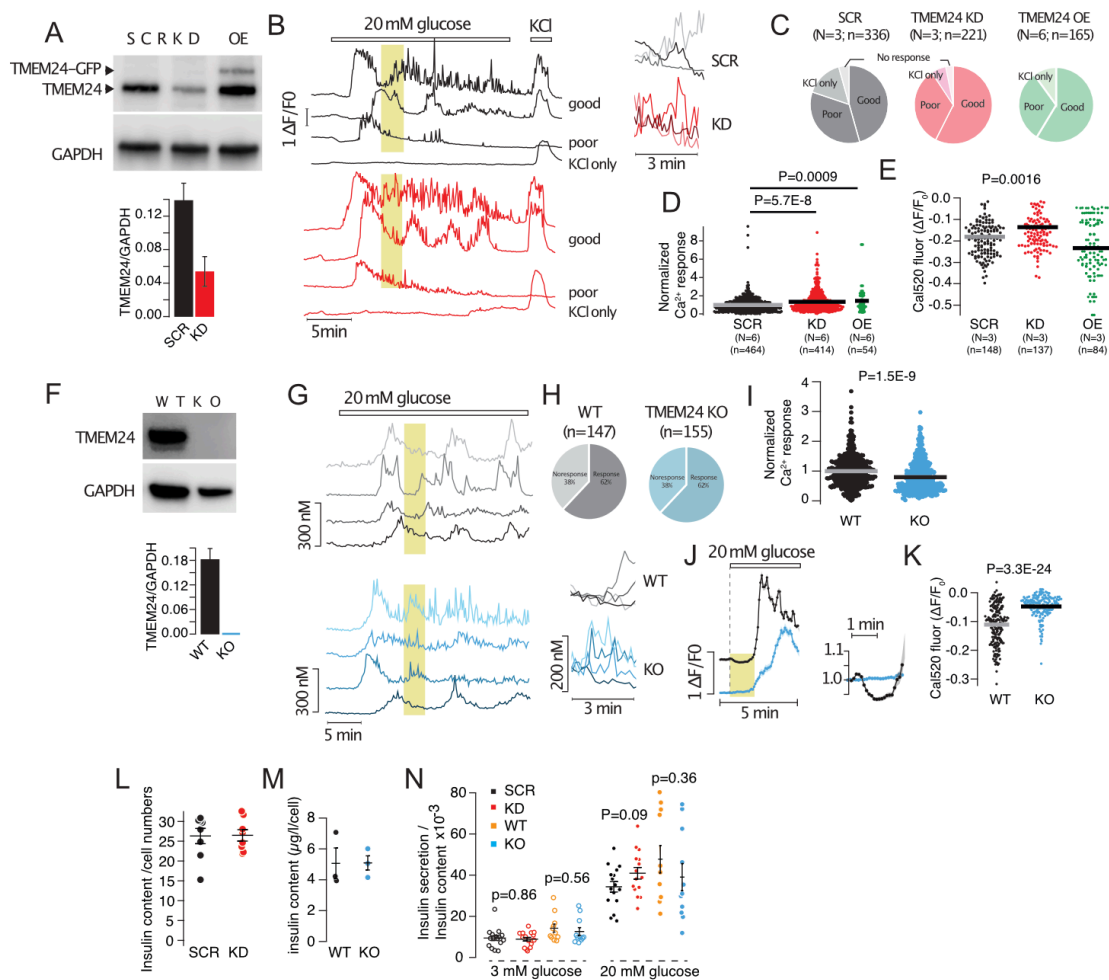 A
S C R K D OE
TMEM24–GFP
TMEM24
GAPDH
TMEM24/GAPDH
0.12
0.08
0.04
0.00
SCR
KD
B
20 mM glucose
KCl
1 ΔF/F0
good
poor
KCl only
good
poor
KCl only
5min
SCR
KD
3 min
C
SCR
(N=3; n=336)
TMEM24 KD
(N=3; n=221)
TMEM24 OE
(N=6; n=165)
No response
KCl only
Poor
Good
KCl only
Poor
Good
KCl only
Poor
Good
D
P=0.0009
P=5.7E-8
Normalized
Ca²⁺ response
10
8
6
4
2
0
SCR
(N=6)
(n=464)
KD
(N=6)
(n=414)
OE
(N=6)
(n=54)
E
P=0.0016
Cal520 fluor (ΔF/F₀)
-0.0
-0.1
-0.2
-0.3
-0.4
-0.5
SCR
(N=3)
(n=148)
KD
(N=3)
(n=137)
OE
(N=3)
(n=84)
F
W T K O
TMEM24
GAPDH
TMEM24/GAPDH
0.18
0.12
0.06
0.00
WT
KO
G
20 mM glucose
300 nM
300 nM
5 min
WT
KO
200 nM
3 min
H
WT
(n=147)
TMEM24 KO
(n=155)
Noresponse
38%
Response
62%
Noresponse
38%
Response
62%
I
P=1.5E-9
Normalized
Ca²⁺ response
4
3
2
1
0
WT
KO
J
20 mM glucose
1 ΔF/F0
5 min
1 min
1.1
1.0
K
P=3.3E-24
Cal520 fluor (ΔF/F₀)
0.0
-0.1
-0.2
-0.3
WT
KO
L
Insulin content /cell numbers
30
25
20
15
10
5
0
SCR
KD
M
insulin content (µg/l/cell)
8
6
4
2
0
WT
KO
N
Insulin secretion /
Insulin content x10⁻³
80
60
40
20
0
SCR
KD
WT
KO
p=0.86
p=0.56
P=0.09
p=0.36
3 mM glucose
20 mM glucose